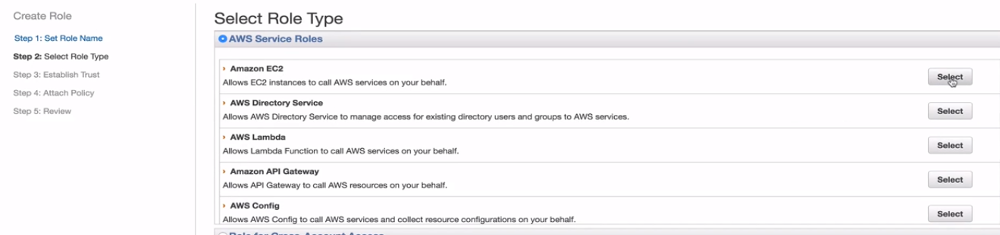 Create Role
Step 1: Set Role Name
Step 2: Select Role Type
Step 3: Establish Trust
Step 4: Attach Policy
Step 5: Review
Select Role Type
AWS Service Roles
Amazon EC2
Allows EC2 instances to call AWS services on your behalf.
Select
AWS Directory Service
Allows AWS Directory Service to manage access for existing directory users and groups to AWS services.
Select
AWS Lambda
Allows Lambda Function to call AWS services on your behalf.
Select
Amazon API Gateway
Allows API Gateway to call AWS resources on your behalf.
Select
AWS Config
Allows AWS Config to call AWS services and collect resource configurations on your behalf.
Select
Role for Cross-Account Access